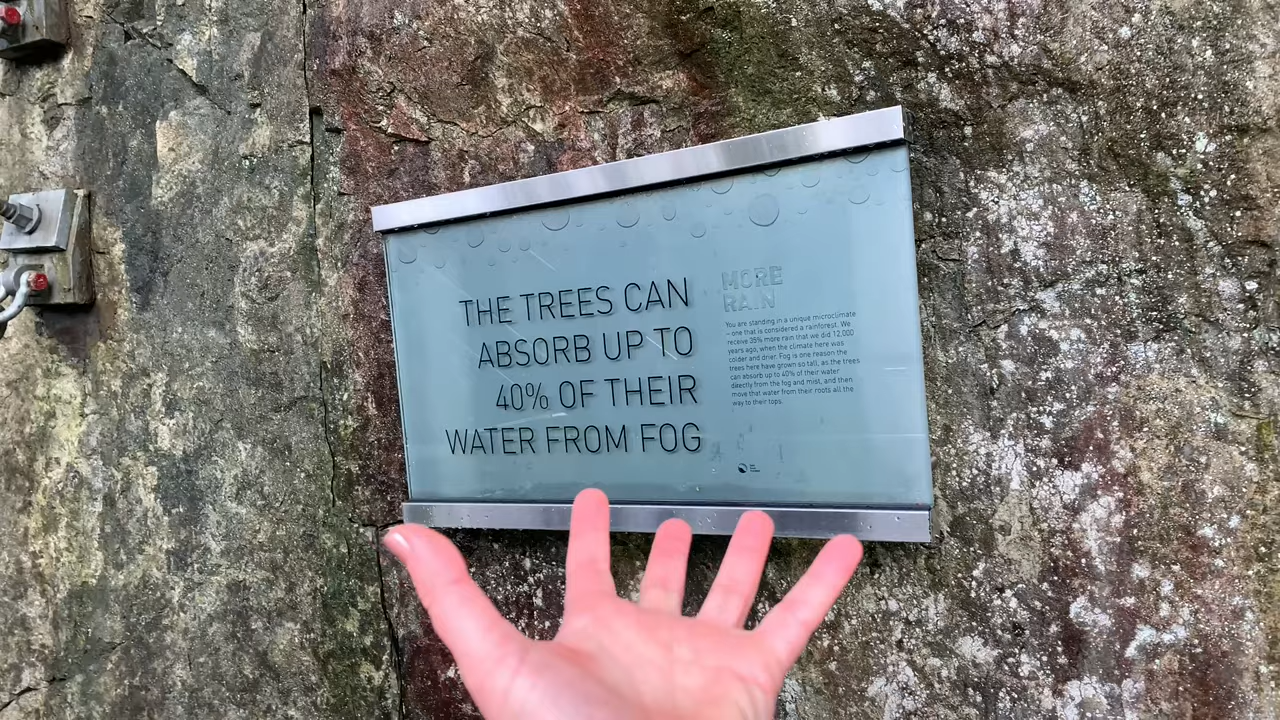 THE TREES CAN
ABSORB UP TO
40% OF THEIR
WATER FROM FOG
MORE
RAIN
You are standing in a unique microclimate
– one that is considered a rainforest. We
receive 35% more rain that we did 12,000
years ago, when the climate here was
colder and drier. Fog is one reason the
trees here have grown so tall, as the trees
can absorb up to 40% of their water
directly from the fog and mist, and then
move that water from their roots all the
way to their tops.